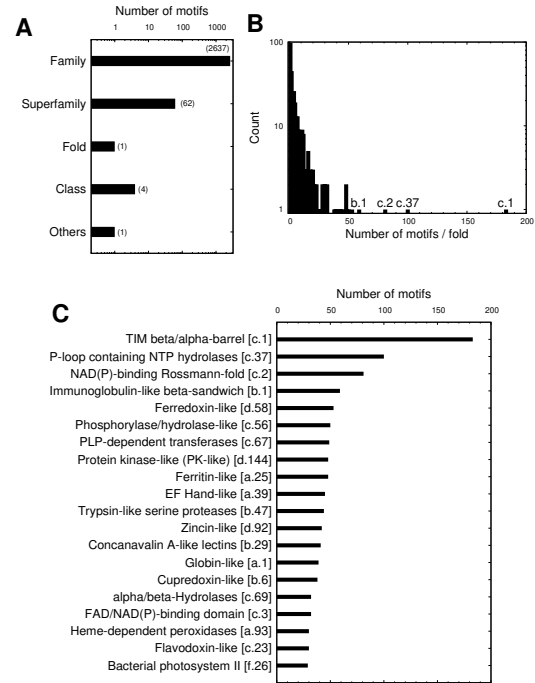 A
Number of motifs
1 10 100 1000
Family (2637)
Superfamily (62)
Fold (1)
Class (4)
Others (1)
B
Count
100
10
1
b.1 c.2 c.37 c.1
0 50 100 150 200
Number of motifs / fold
C
Number of motifs
0 50 100 150 200
TIM beta/alpha-barrel [c.1]
P-loop containing NTP hydrolases [c.37]
NAD(P)-binding Rossmann-fold [c.2]
Immunoglobulin-like beta-sandwich [b.1]
Ferredoxin-like [d.58]
Phosphorylase/hydrolase-like [c.56]
PLP-dependent transferases [c.67]
Protein kinase-like (PK-like) [d.144]
Ferritin-like [a.25]
EF Hand-like [a.39]
Trypsin-like serine proteases [b.47]
Zincin-like [d.92]
Concanavalin A-like lectins [b.29]
Globin-like [a.1]
Cupredoxin-like [b.6]
alpha/beta-Hydrolases [c.69]
FAD/NAD(P)-binding domain [c.3]
Heme-dependent peroxidases [a.93]
Flavodoxin-like [c.23]
Bacterial photosystem II [f.26]